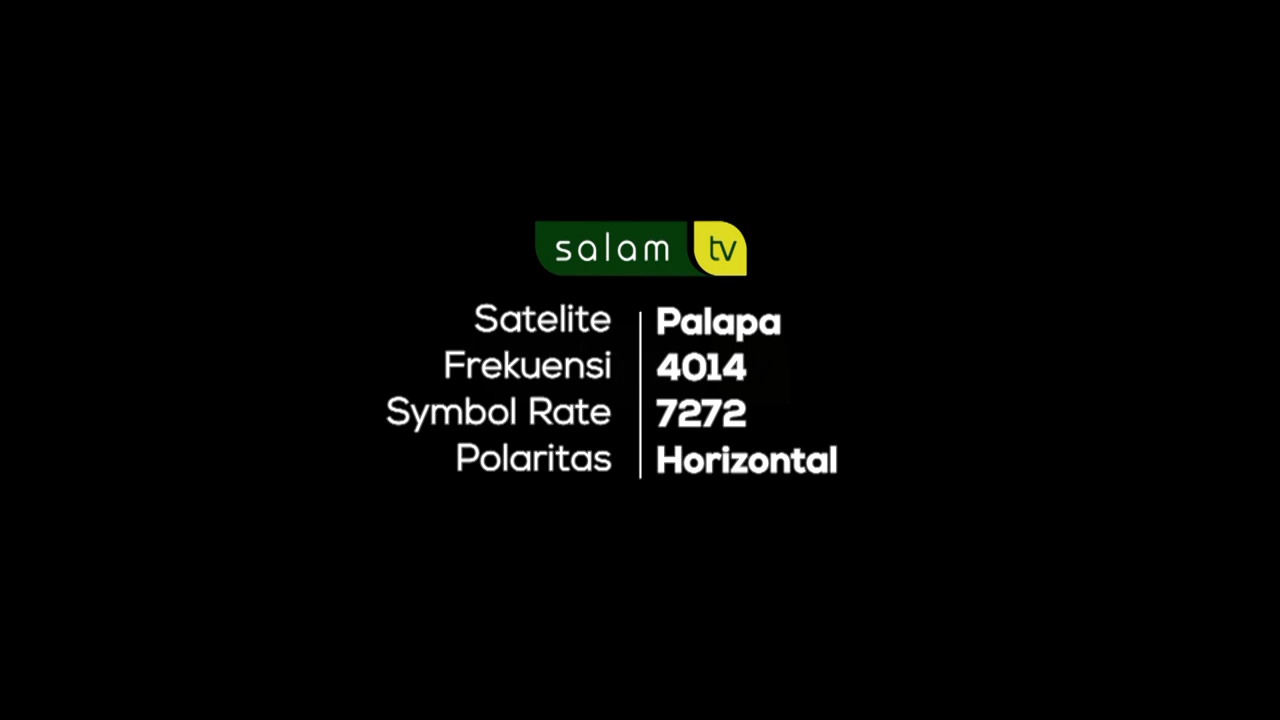 salam tv
Satelite Palapa
Frekuensi 4014
Symbol Rate 7272
Polaritas Horizontal